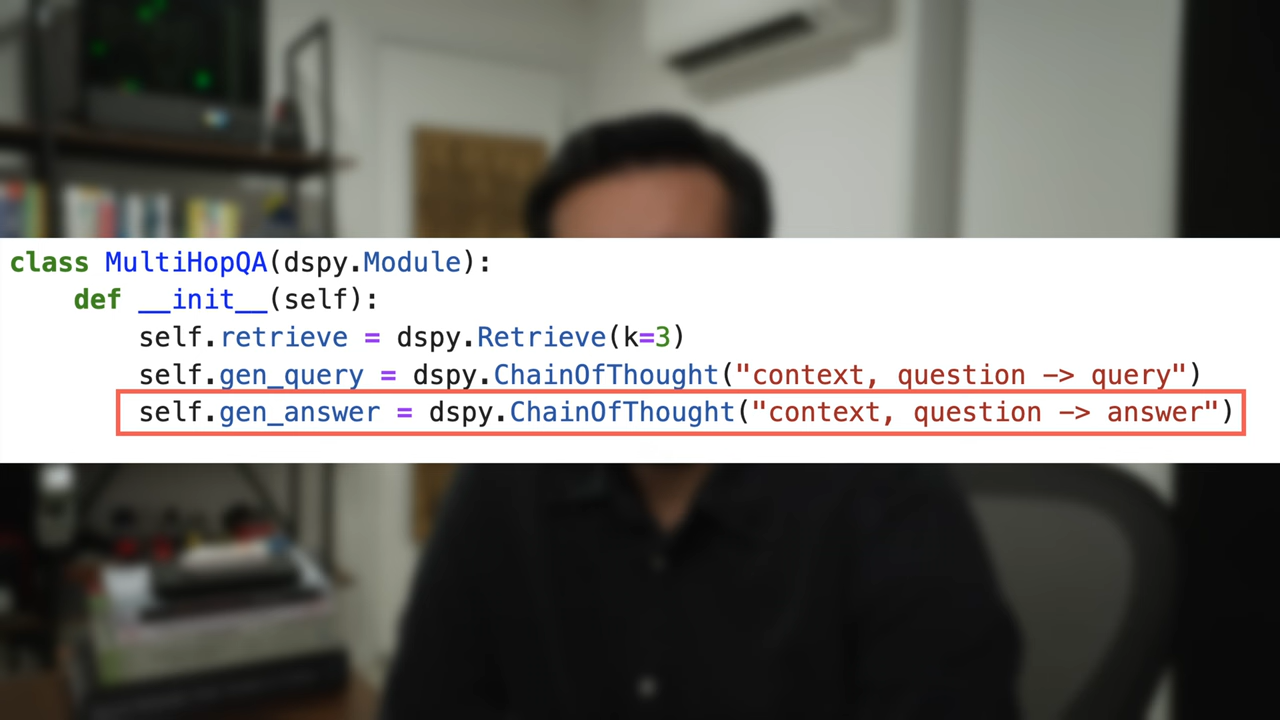 class MultiHopQA(dspy.Module):
    def __init__(self):
        self.retrieve = dspy.Retrieve(k=3)
        self.gen_query = dspy.ChainOfThought("context, question -> query")
        self.gen_answer = dspy.ChainOfThought("context, question -> answer")